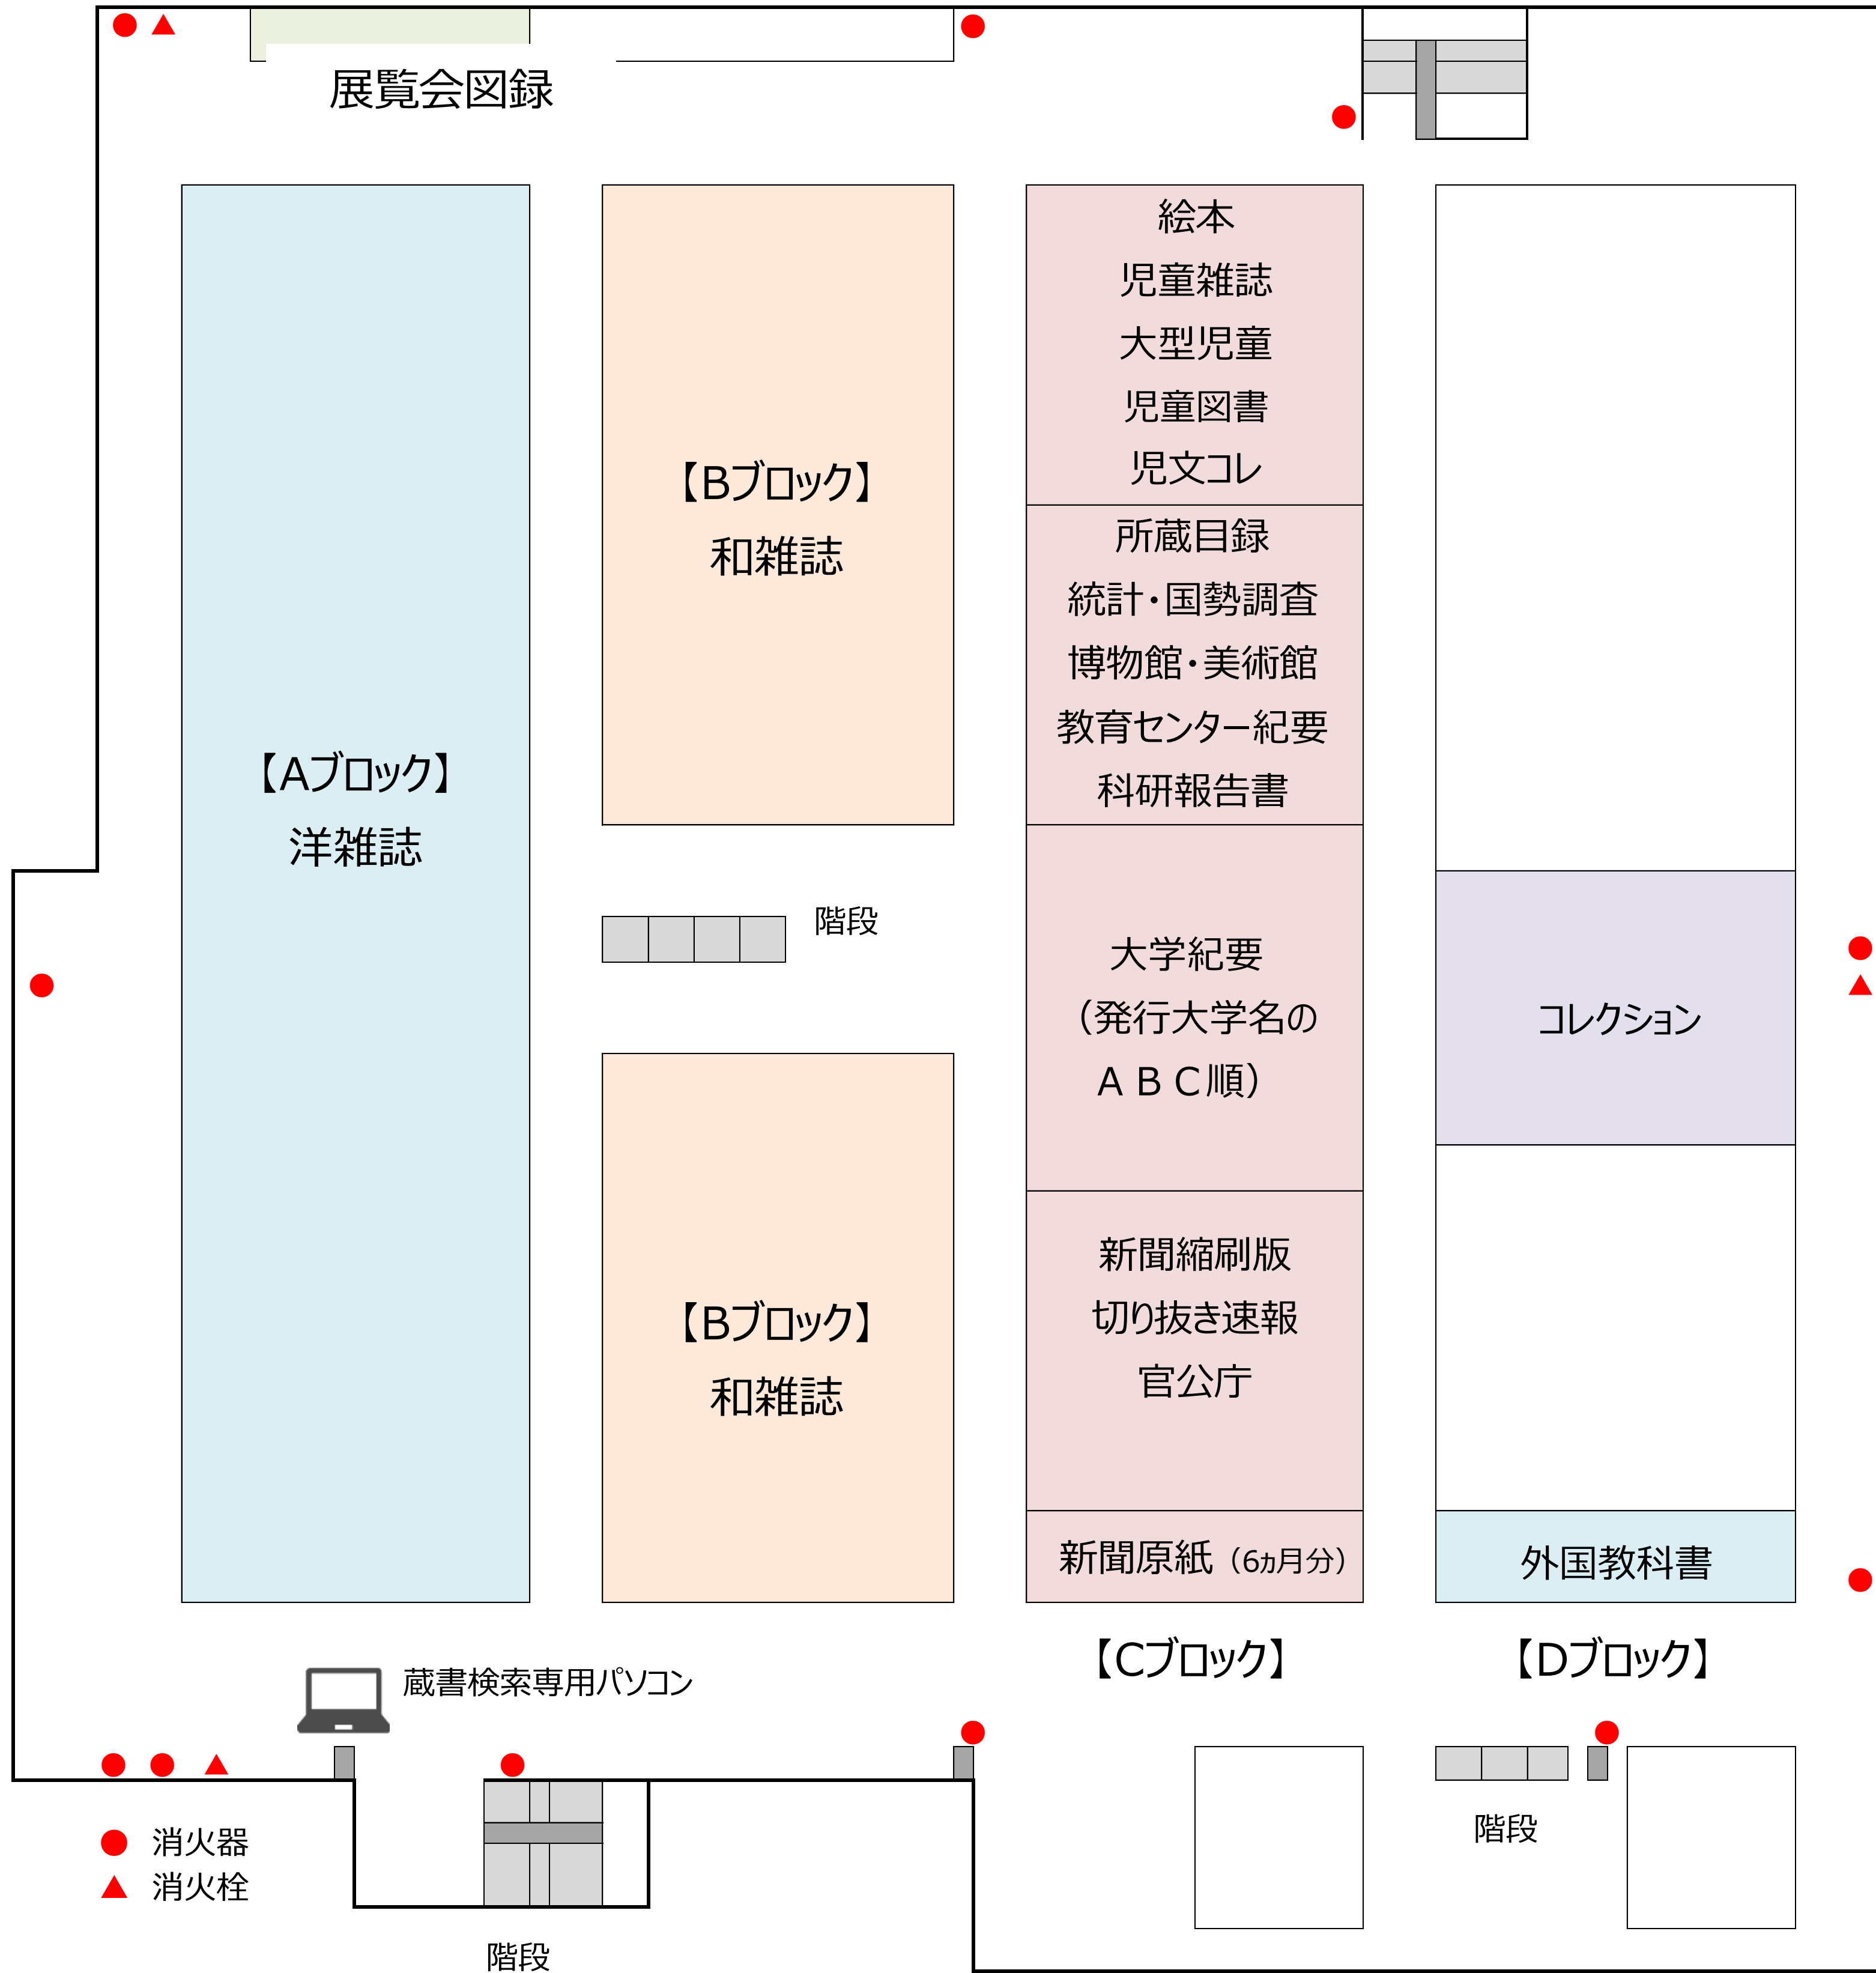 展覧会図録
【Aブロック】
洋雑誌
【Bブロック】
和雑誌
階段
【Bブロック】
和雑誌
絵本
児童雑誌
大型児童
児童図書
児文コレ
所蔵目録
統計・国勢調査
博物館・美術館
教育センター紀要
科研報告書
大学紀要
（発行大学名の
ＡＢＣ順）
新聞縮刷版
切り抜き速報
官公庁
新聞原紙（6ヵ月分）
【Cブロック】
コレクション
外国教科書
【Dブロック】
蔵書検索専用パソコン
消火器
消火栓
階段
階段